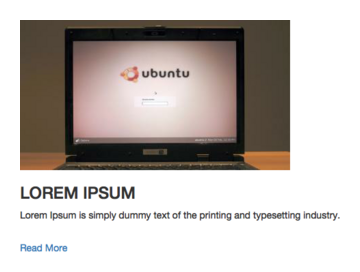 ubuntu
LOREM IPSUM
Lorem Ipsum is simply dummy text of the printing and typesetting industry.
Read More